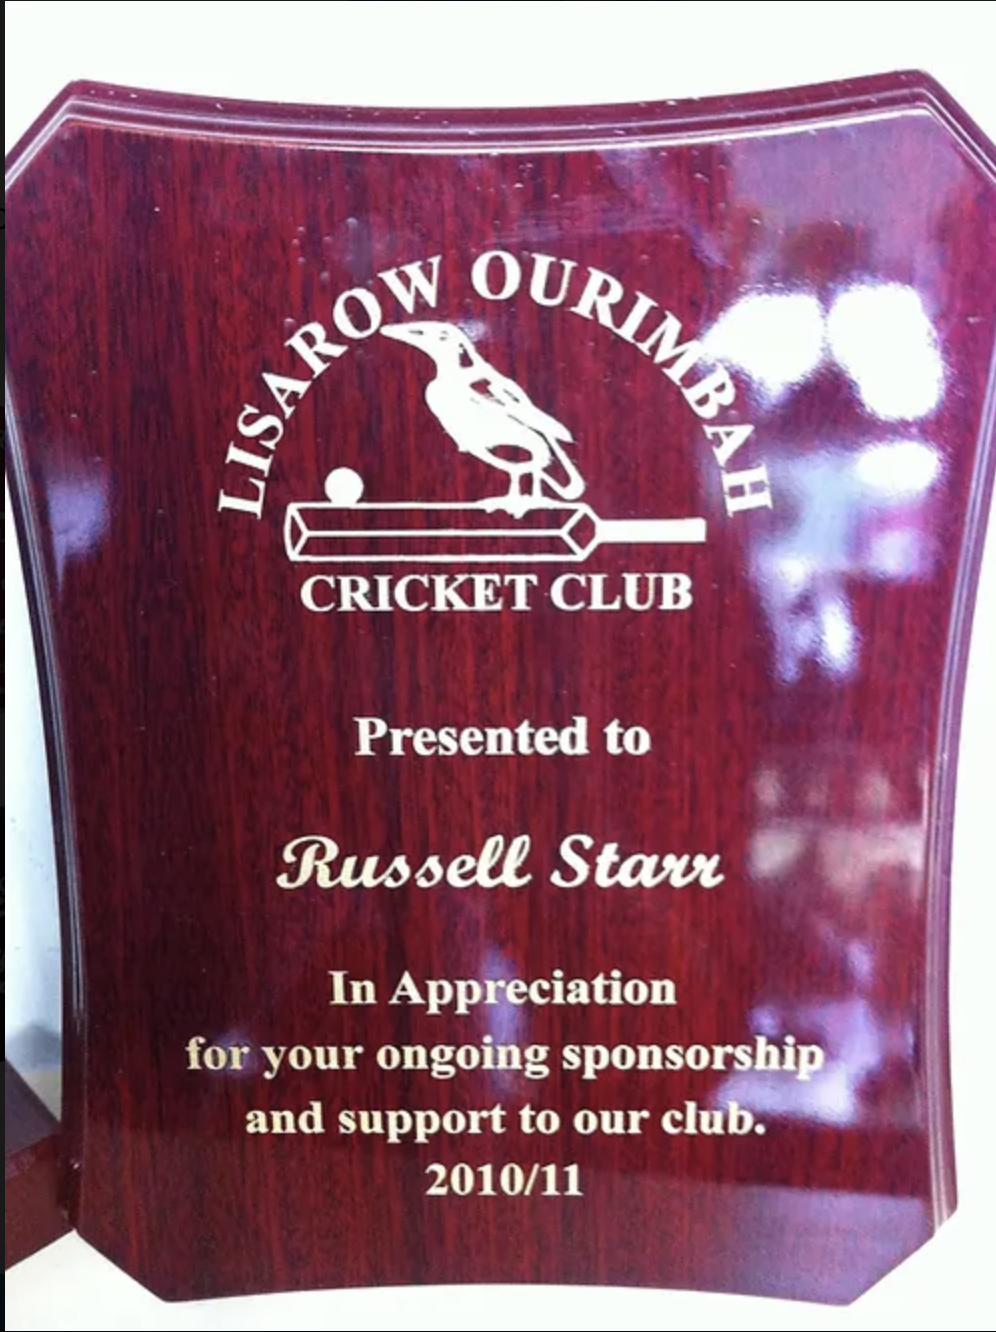 LISAROW OURIMBAH
CRICKET CLUB
Presented to
Russell Starr
In Appreciation
for your ongoing sponsorship
and support to our club.
2010/11